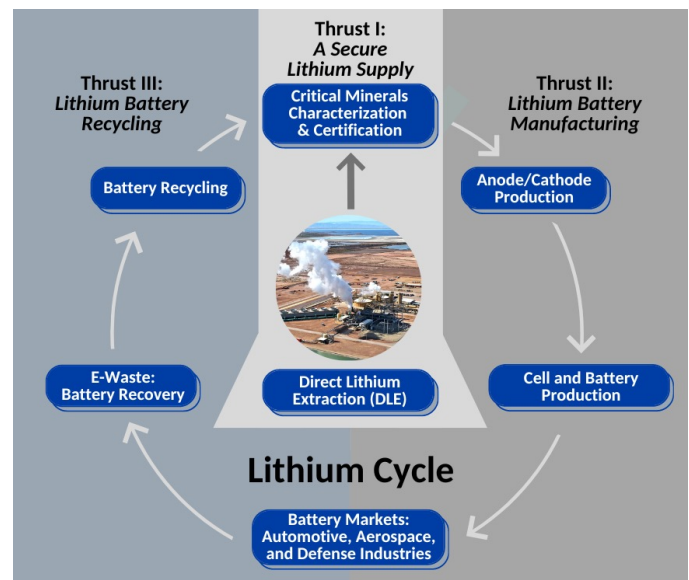 Thrust I:
A Secure
Lithium Supply
Critical Minerals
Characterization
& Certification
Thrust III:
Lithium Battery
Recycling
Thrust II:
Lithium Battery
Manufacturing
Battery Recycling
Anode/Cathode
Production
E-Waste:
Battery Recovery
Direct Lithium
Extraction (DLE)
Cell and Battery
Production
Lithium Cycle
Battery Markets:
Automotive, Aerospace,
and Defense Industries